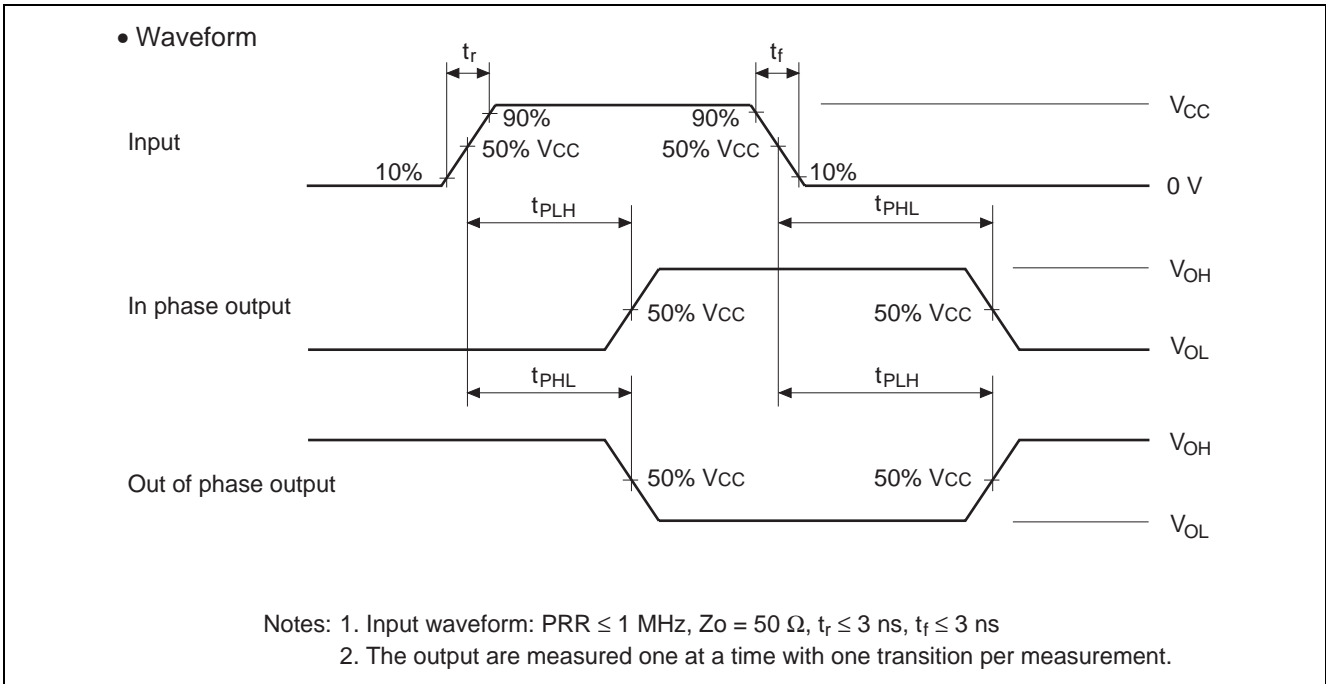 • Waveform
tr tf
90% 90% VCC
Input 50% VCC 50% VCC
10% 10% 0 V
tPLH tPHL
VOH
In phase output 50% VCC 50% VCC
VOL
tPHL tPLH
VOH
Out of phase output 50% VCC 50% VCC
VOL
Notes: 1. Input waveform: PRR ≤ 1 MHz, Zo = 50 Ω, tr ≤ 3 ns, tf ≤ 3 ns
2. The output are measured one at a time with one transition per measurement.